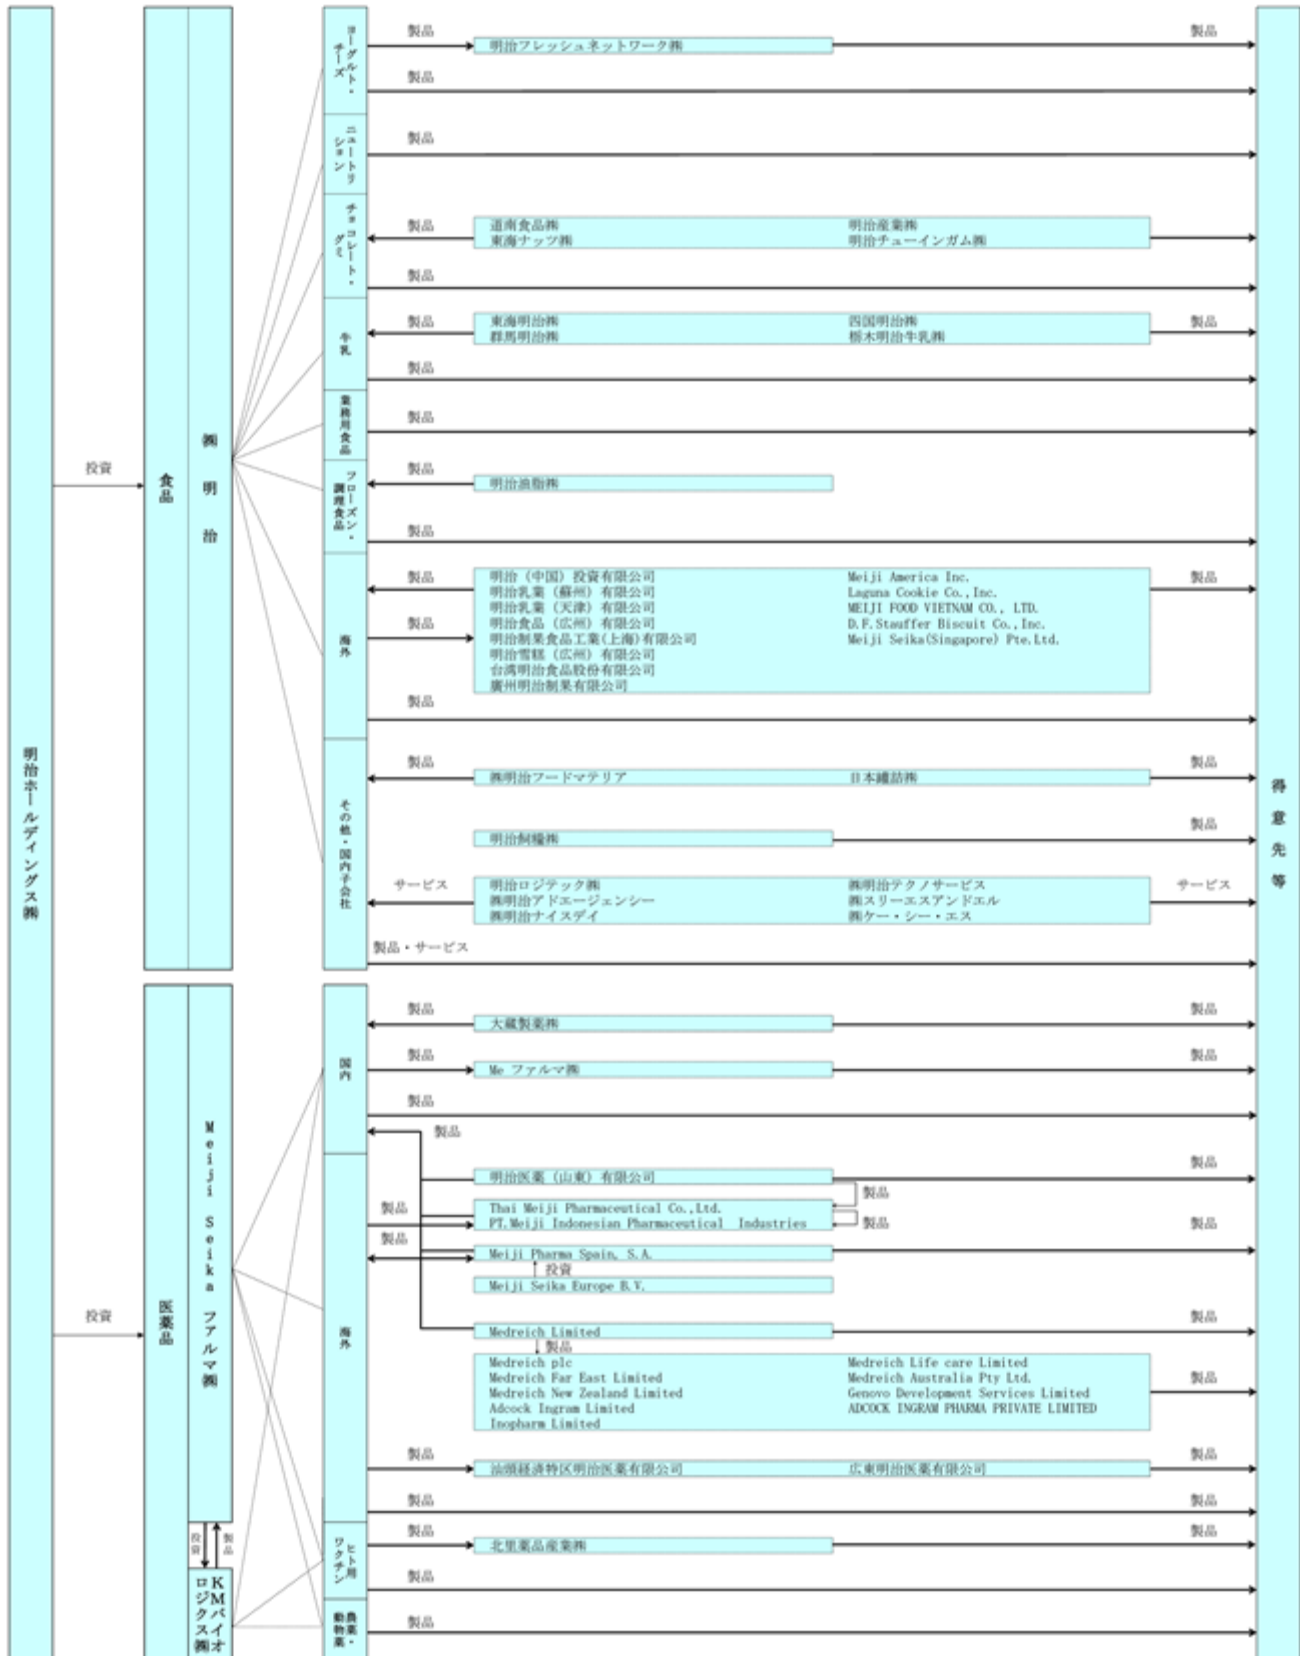 明治ホールディングス㈱
投資
食品
㈱明治
ヨーグルト・チーズ
製品
明治フレッシュネットワーク㈱
製品
製品
ニュートリション
製品
チョコレート・グミ
製品
道南食品㈱ 明治産業㈱
東海ナッツ㈱ 明治チューインガム㈱
製品
牛乳
製品
東海明治㈱ 四国明治㈱
群馬明治㈱ 栃木明治牛乳㈱
製品
製品
業務用食品
製品
フローズン・調理食品
製品
明治油脂㈱
製品
海外
製品
製品
明治（中国）投資有限公司 Meiji America Inc.
明治乳業（蘇州）有限公司 Laguna Cookie Co.,Inc.
明治乳業（天津）有限公司 MEIJI FOOD VIETNAM CO., LTD.
明治食品（広州）有限公司 D.F.Stauffer Biscuit Co.,Inc.
明治制果食品工業(上海)有限公司 Meiji Seika(Singapore) Pte.Ltd.
明治雪糕（広州）有限公司
台湾明治食品股份有限公司
廣州明治制果有限公司
製品
製品
その他・国内子会社
製品
㈱明治フードマテリア 日本罐詰㈱
製品
明治飼糧㈱
製品
サービス
明治ロジテック㈱ ㈱明治テクノサービス
㈱明治アドエージェンシー ㈱スリーエスアンドエル
㈱明治ナイスデイ ㈱ケー・シー・エス
サービス
製品・サービス
得意先等
投資
医薬品
Meiji Seika ファルマ㈱
国内
製品
大蔵製薬㈱
製品
製品
Me ファルマ㈱
製品
製品
製品
海外
明治医薬（山東）有限公司
製品
製品
製品
Thai Meiji Pharmaceutical Co.,Ltd.
PT.Meiji Indonesian Pharmaceutical Industries
製品
製品
製品
Meiji Pharma Spain, S.A.
投資
Meiji Seika Europe B.V.
Medreich Limited
製品
Medreich plc Medreich Life care Limited
Medreich Far East Limited Medreich Australia Pty Ltd.
Medreich New Zealand Limited Genovo Development Services Limited
Adcock Ingram Limited ADCOCK INGRAM PHARMA PRIVATE LIMITED
Inopharm Limited
製品
製品
汕頭経済特区明治医薬有限公司 広東明治医薬有限公司
製品
製品
製品
投資
製品
KMバイオロジクス㈱
ヒト用ワクチン
製品
北里薬品産業㈱
製品
製品
農薬・動物薬
製品